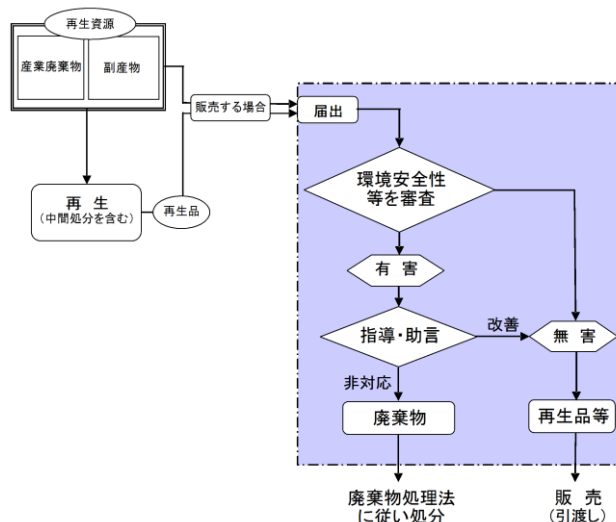 再生資源
産業廃棄物
副産物
販売する場合
届出
再 生
（中間処分を含む）
再生品
環境安全性
等を審査
有 害
指導・助言
改善
無 害
非対応
廃棄物
再生品等
廃棄物処理法
に従い処分
販 売
（引渡し）